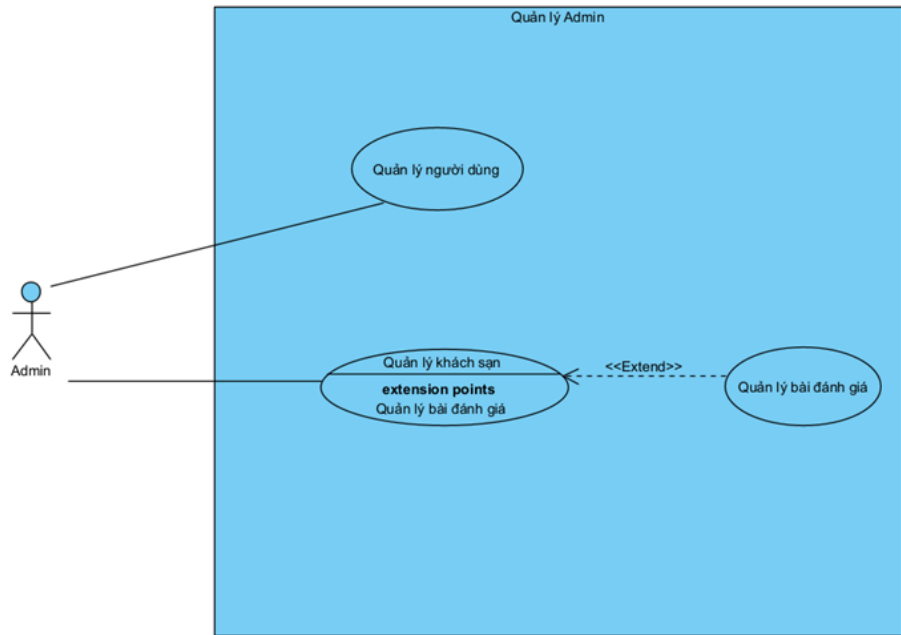 Quản lý Admin
Quản lý người dùng
Admin
Quản lý khách sạn
extension points
Quản lý bài đánh giá
<<Extend>>
Quản lý bài đánh giá